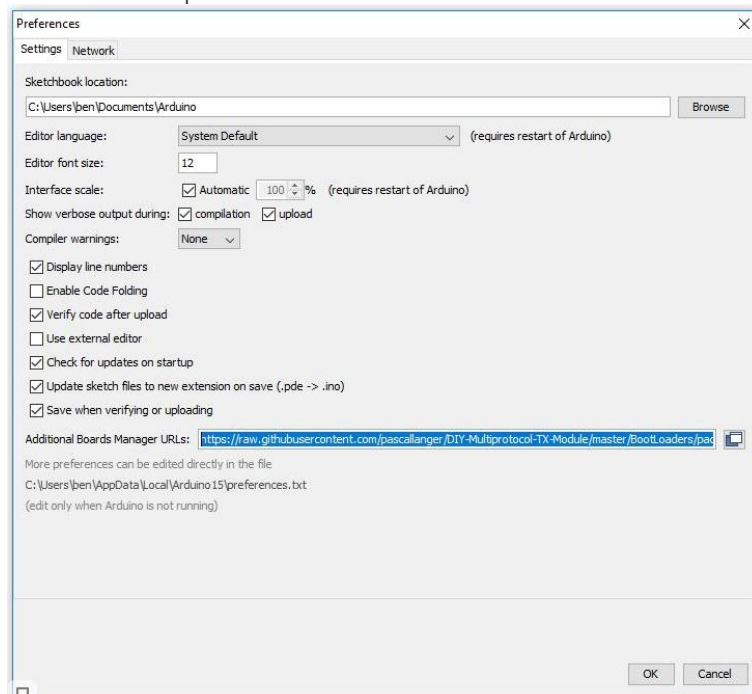 Preferences
Settings Network
Sketchbook location:
C:\Users\ben\Documents\Arduino Browse
Editor language: System Default (requires restart of Arduino)
Editor font size: 12
Interface scale: Automatic 100 % (requires restart of Arduino)
Show verbose output during: compilation upload
Compiler warnings: None
Display line numbers
Enable Code Folding
Verify code after upload
Use external editor
Check for updates on startup
Update sketch files to new extension on save (.pde -> .ino)
Save when verifying or uploading
Additional Boards Manager URLs: https://raw.githubusercontent.com/pascallanger/DIY-Multiprotocol-TX-Module/master/BootLoaders/pac
More preferences can be edited directly in the file
C:\Users\ben\AppData\Local\Arduino15\preferences.txt
(edit only when Arduino is not running)
OK Cancel